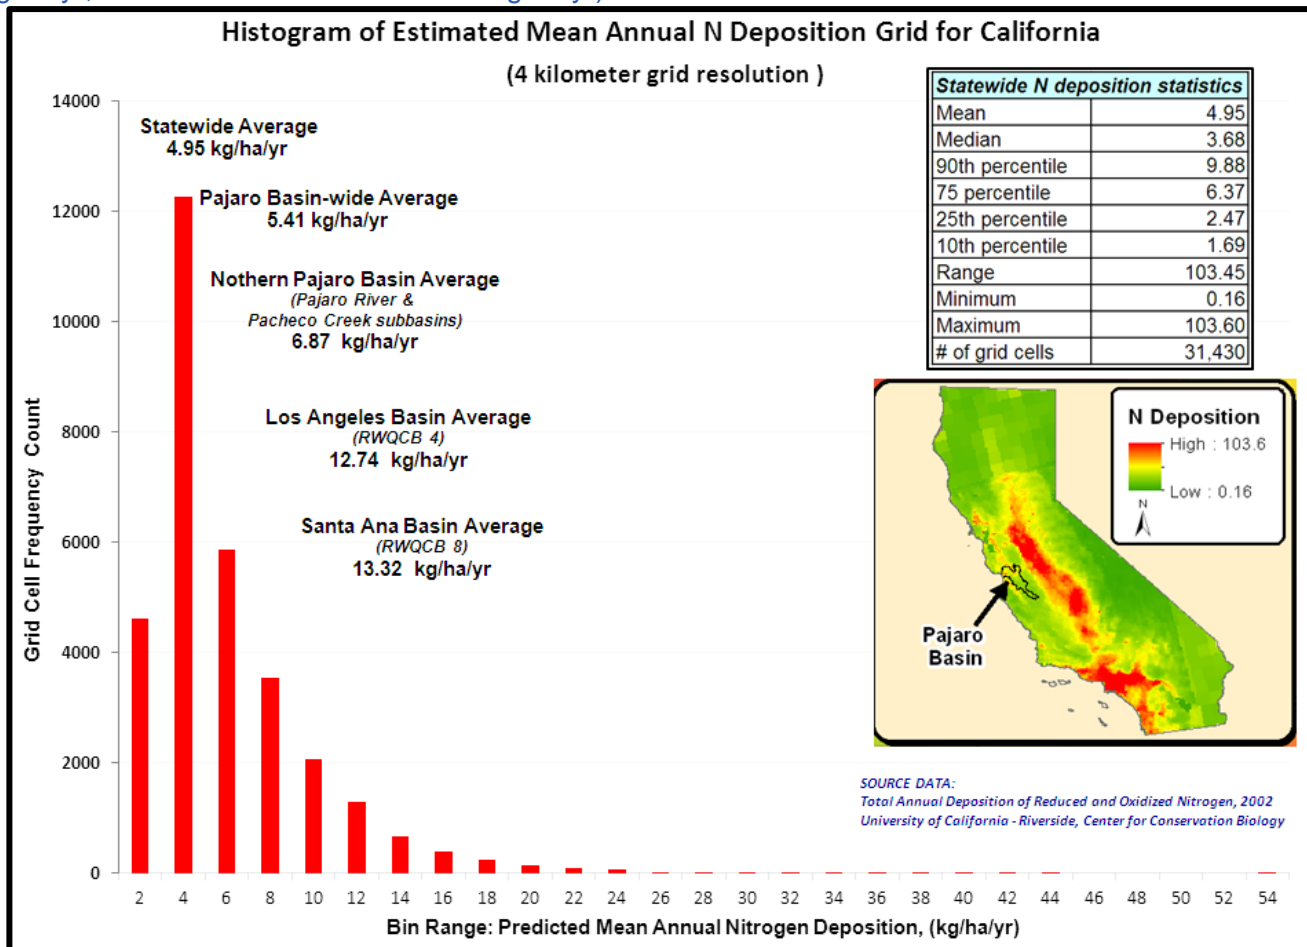 Histogram of Estimated Mean Annual N Deposition Grid for California
(4 kilometer grid resolution )
Statewide N deposition statistics
Mean 4.95
Median 3.68
90th percentile 9.88
75 percentile 6.37
25th percentile 2.47
10th percentile 1.69
Range 103.45
Minimum 0.16
Maximum 103.60
# of grid cells 31,430
Statewide Average
4.95 kg/ha/yr
Pajaro Basin-wide Average
5.41 kg/ha/yr
Nothern Pajaro Basin Average
(Pajaro River &
Pacheco Creek subbasins)
6.87 kg/ha/yr
Los Angeles Basin Average
(RWQCB 4)
12.74 kg/ha/yr
Santa Ana Basin Average
(RWQCB 8)
13.32 kg/ha/yr
Grid Cell Frequency Count
14000
12000
10000
8000
6000
4000
2000
0
2 4 6 8 10 12 14 16 18 20 22 24 26 28 30 32 34 36 38 40 42 44 46 48 50 52 54
Bin Range: Predicted Mean Annual Nitrogen Deposition, (kg/ha/yr)
N Deposition
High : 103.6
Low : 0.16
N
Pajaro
Basin
SOURCE DATA:
Total Annual Deposition of Reduced and Oxidized Nitrogen, 2002
University of California - Riverside, Center for Conservation Biology